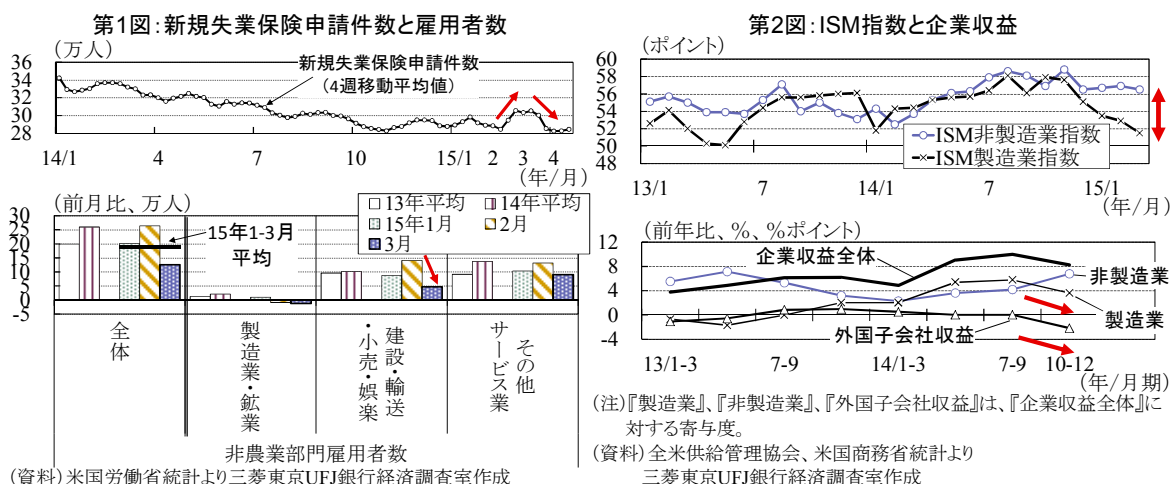 第1図：新規失業保険申請件数と雇用者数
(万人)
36
34
32
30
28
26
新規失業保険申請件数
（4週移動平均値）
14/1 4 7 10 15/1 2 3 4
(年/月)
(前月比、万人)
30
25
20
15
10
5
0
-5
13年平均 14年平均
15年1月 2月
3月
15年1-3月
平均
全体
製造業・鉱業
建設・輸送
・小売・娯楽
その他
サービス業
非農業部門雇用者数
(資料)米国労働省統計より三菱東京UFJ銀行経済調査室作成
第2図：ISM指数と企業収益
(ポイント)
60
58
56
54
52
50
48
ISM非製造業指数
ISM製造業指数
13/1 7 14/1 7 15/1
(年/月)
(前年比、%、%ポイント)
12
8
4
0
-4
企業収益全体
非製造業
製造業
外国子会社収益
13/1-3 7-9 14/1-3 7-9 10-12
(年/月期)
(注)『製造業』、『非製造業』、『外国子会社収益』は、『企業収益全体』に
対する寄与度。
(資料)全米供給管理協会、米国商務省統計より
三菱東京UFJ銀行経済調査室作成